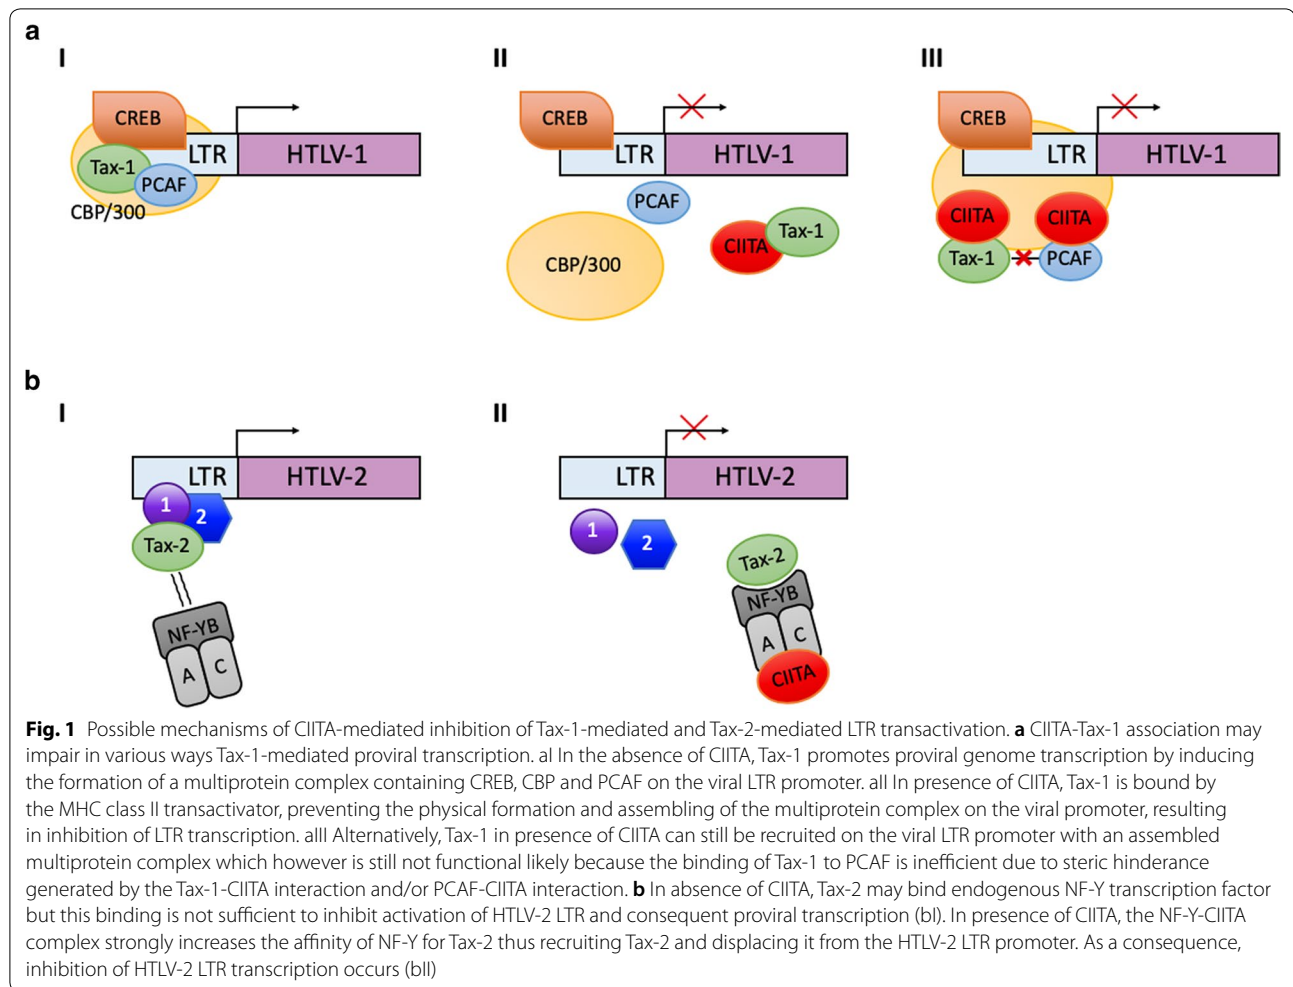 a
I
II
III
CREB
LTR
HTLV-1
Tax-1
PCAF
CBP/300
CREB
LTR
HTLV-1
PCAF
CBP/300
CIITA
Tax-1
CREB
LTR
HTLV-1
CIITA
CIITA
Tax-1
PCAF
b
I
II
LTR
HTLV-2
1
2
Tax-2
NF-YB
A
C
LTR
HTLV-2
1
2
Tax-2
NF-YB
A
C
CIITA
Fig. 1 Possible mechanisms of CIITA-mediated inhibition of Tax-1-mediated and Tax-2-mediated LTR transactivation. a CIITA-Tax-1 association may
impair in various ways Tax-1-mediated proviral transcription. aI In the absence of CIITA, Tax-1 promotes proviral genome transcription by inducing
the formation of a multiprotein complex containing CREB, CBP and PCAF on the viral LTR promoter. aII In presence of CIITA, Tax-1 is bound by
the MHC class II transactivator, preventing the physical formation and assembling of the multiprotein complex on the viral promoter, resulting
in inhibition of LTR transcription. aIII Alternatively, Tax-1 in presence of CIITA can still be recruited on the viral LTR promoter with an assembled
multiprotein complex which however is still not functional likely because the binding of Tax-1 to PCAF is inefficient due to steric hinderance
generated by the Tax-1-CIITA interaction and/or PCAF-CIITA interaction. b In absence of CIITA, Tax-2 may bind endogenous NF-Y transcription factor
but this binding is not sufficient to inhibit activation of HTLV-2 LTR and consequent proviral transcription (bI). In presence of CIITA, the NF-Y-CIITA
complex strongly increases the affinity of NF-Y for Tax-2 thus recruiting Tax-2 and displacing it from the HTLV-2 LTR promoter. As a consequence,
inhibition of HTLV-2 LTR transcription occurs (bII)